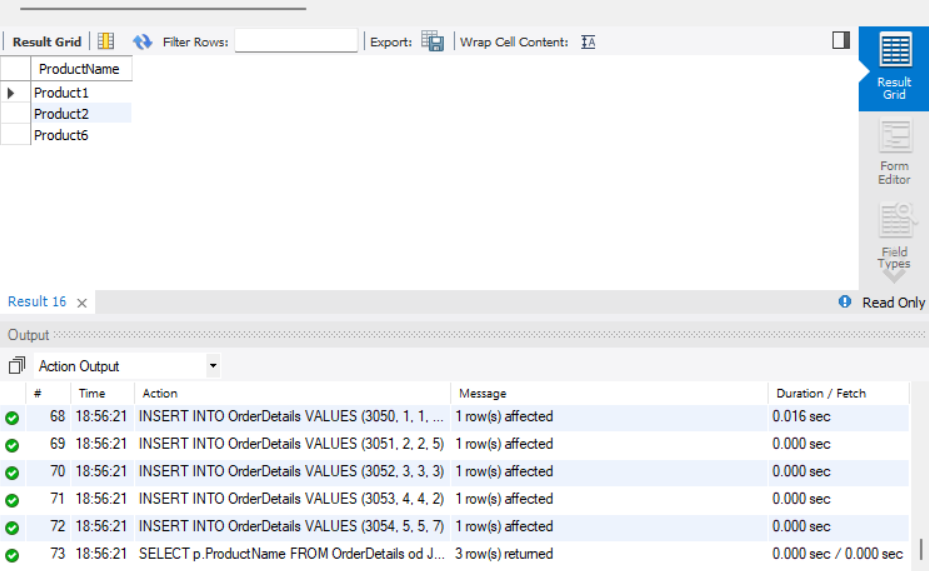 Result Grid Filter Rows: Export: Wrap Cell Content: IA
ProductName
Product1
Product2
Product6
Result Grid
Form Editor
Field Types
Result 16 Read Only
Output
Action Output
# Time Action Message Duration / Fetch
68 18:56:21 INSERT INTO OrderDetails VALUES (3050, 1, 1, ... 1 row(s) affected 0.016 sec
69 18:56:21 INSERT INTO OrderDetails VALUES (3051, 2, 2, 5) 1 row(s) affected 0.000 sec
70 18:56:21 INSERT INTO OrderDetails VALUES (3052, 3, 3, 3) 1 row(s) affected 0.000 sec
71 18:56:21 INSERT INTO OrderDetails VALUES (3053, 4, 4, 2) 1 row(s) affected 0.000 sec
72 18:56:21 INSERT INTO OrderDetails VALUES (3054, 5, 5, 7) 1 row(s) affected 0.000 sec
73 18:56:21 SELECT p.ProductName FROM OrderDetails od J... 3 row(s) returned 0.000 sec / 0.000 sec